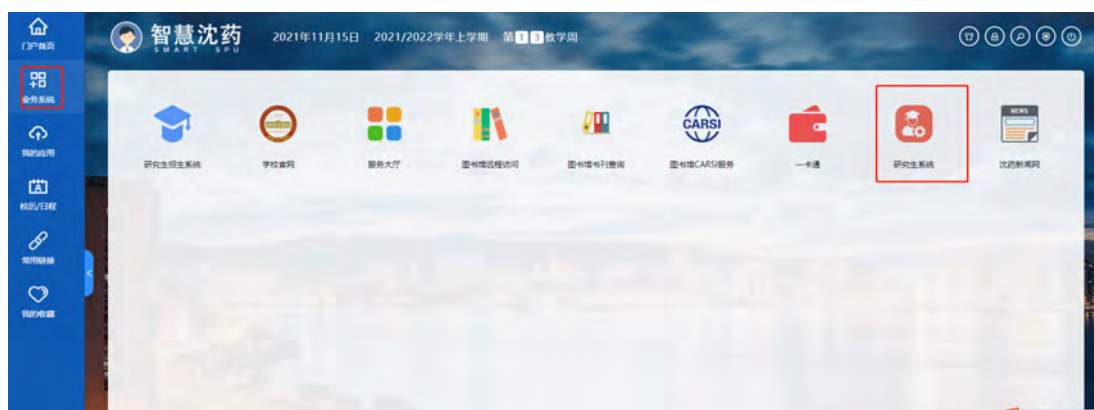 门户首页
业务系统
我的应用
校历/日程
常用链接
我的收藏
智慧沈药
SMART SPU
2021年11月15日 2021/2022学年上学期 第13教学周
研究生招生系统
学校官网
服务大厅
图书馆远程访问
图书馆书刊查询
CARSI
图书馆CARSI服务
一卡通
研究生系统
NEWS
沈药新闻网